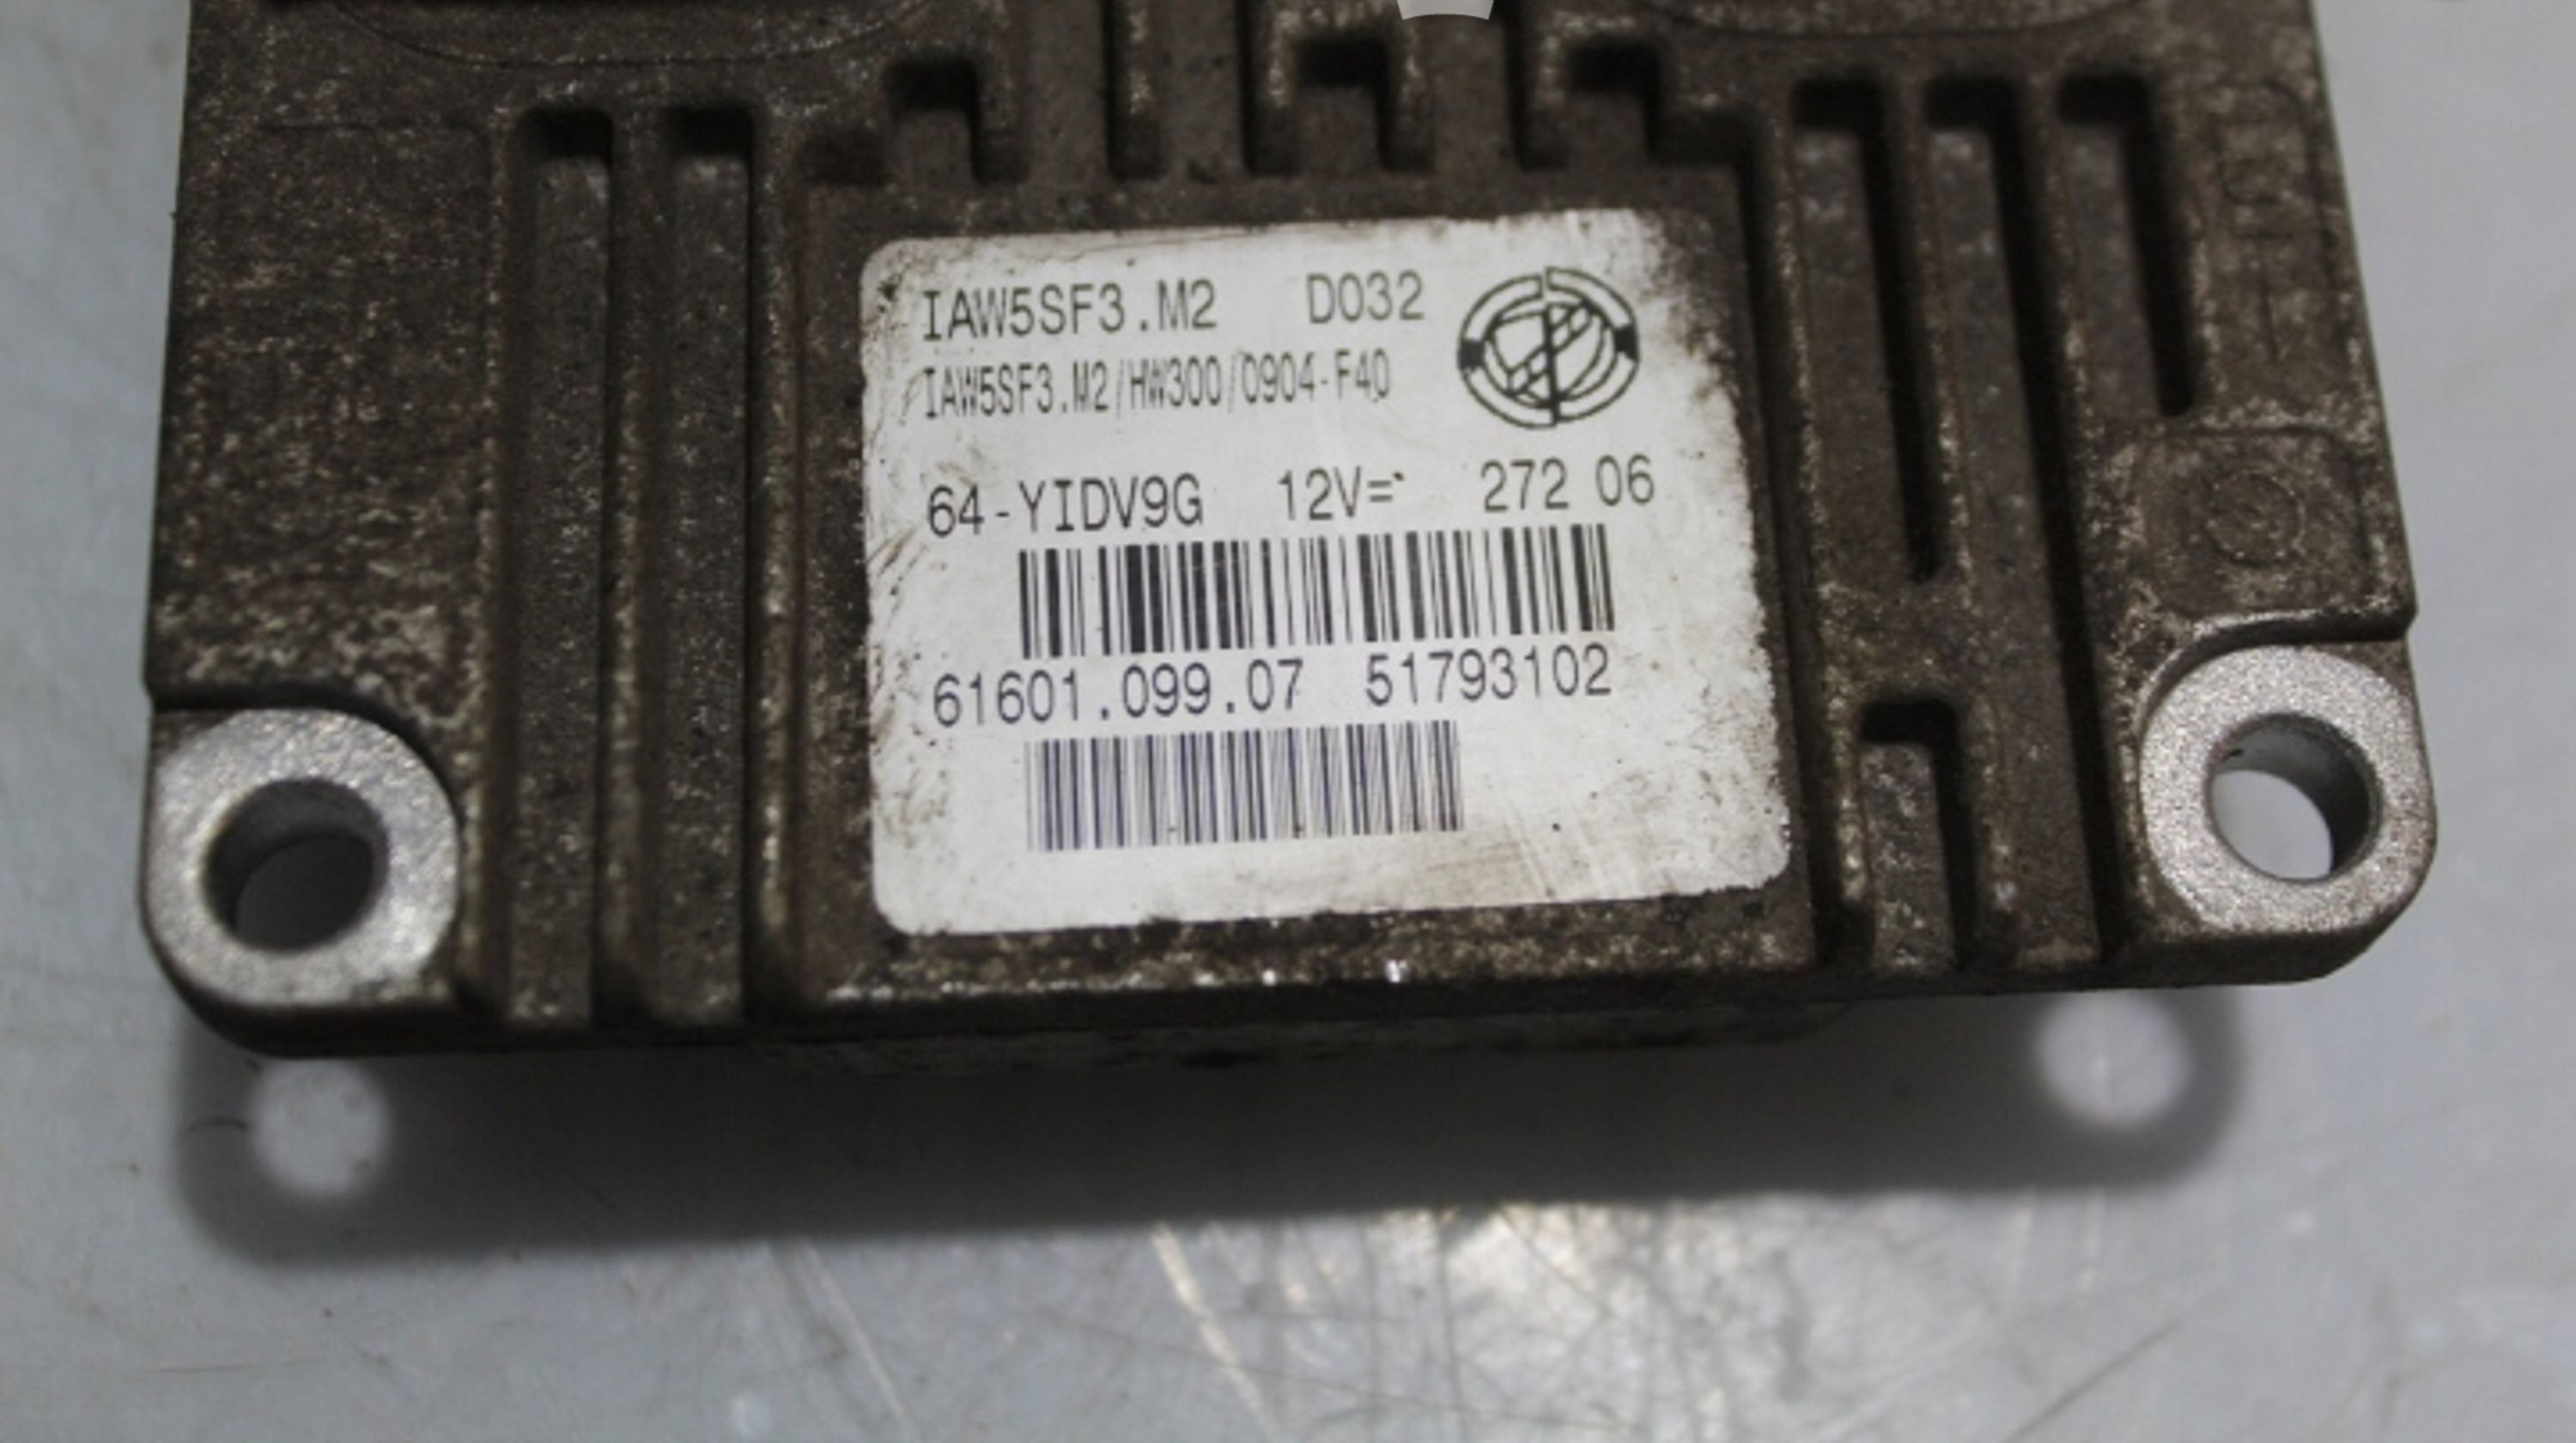 IAW5SF3.M2 D032
IAW5SF3.M2/HW300/0904-F40
64-YIDV9G 12V= 272 06
61601.099.07 51793102